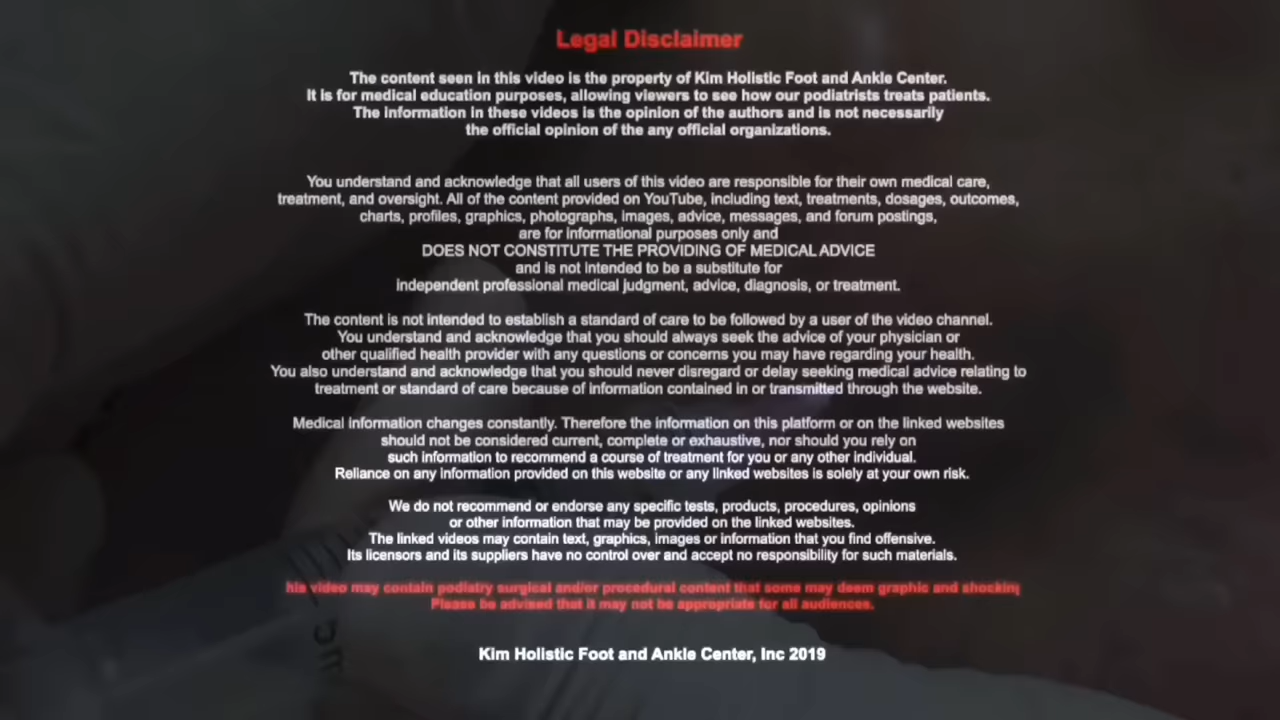 Legal Disclaimer
The content seen in this video is the property of Kim Holistic Foot and Ankle Center.
It is for medical education purposes, allowing viewers to see how our podiatrists treats patients.
The information in these videos is the opinion of the authors and is not necessarily
the official opinion of the any official organizations.
You understand and acknowledge that all users of this video are responsible for their own medical care,
treatment, and oversight. All of the content provided on YouTube, including text, treatments, dosages, outcomes,
charts, profiles, graphics, photographs, images, advice, messages, and forum postings,
are for informational purposes only and
DOES NOT CONSTITUTE THE PROVIDING OF MEDICAL ADVICE
and is not intended to be a substitute for
independent professional medical judgment, advice, diagnosis, or treatment.
The content is not intended to establish a standard of care to be followed by a user of the video channel.
You understand and acknowledge that you should always seek the advice of your physician or
other qualified health provider with any questions or concerns you may have regarding your health.
You also understand and acknowledge that you should never disregard or delay seeking medical advice relating to
treatment or standard of care because of information contained in or transmitted through the website.
Medical information changes constantly. Therefore the information on this platform or on the linked websites
should not be considered current, complete or exhaustive, nor should you rely on
such information to recommend a course of treatment for you or any other individual.
Reliance on any information provided on this website or any linked websites is solely at your own risk.
We do not recommend or endorse any specific tests, products, procedures, opinions
or other information that may be provided on the linked websites.
The linked videos may contain text, graphics, images or information that you find offensive.
Its licensors and its suppliers have no control over and accept no responsibility for such materials.
his video may contain podiatry surgical and/or procedural content that some may deem graphic and shocking
Please be advised that it may not be appropriate for all audiences.
Kim Holistic Foot and Ankle Center, Inc 2019